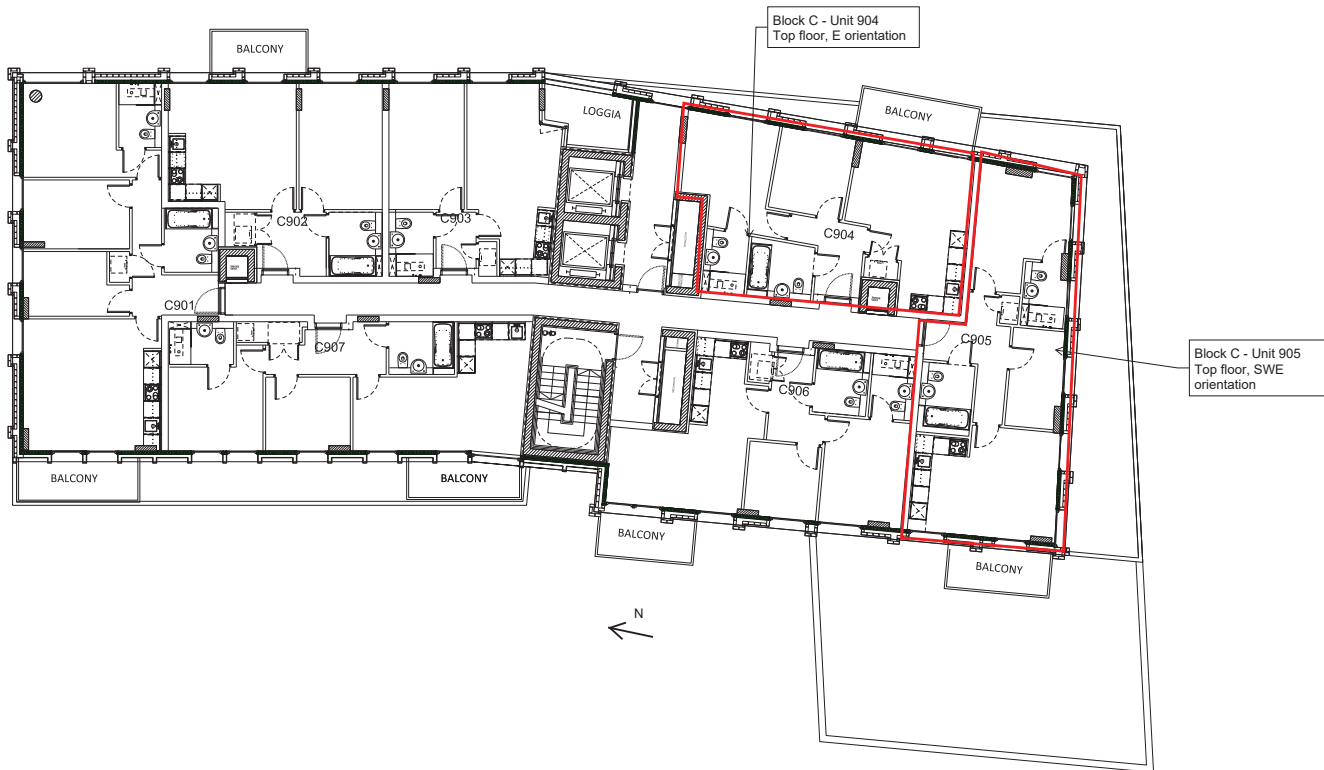 Block C - Unit 904
Top floor, E orientation
BALCONY
BALCONY
LOGGIA
C902
C903
C904
C901
C907
C905
C906
Block C - Unit 905
Top floor, SWE
orientation
BALCONY
BALCONY
BALCONY
BALCONY
N